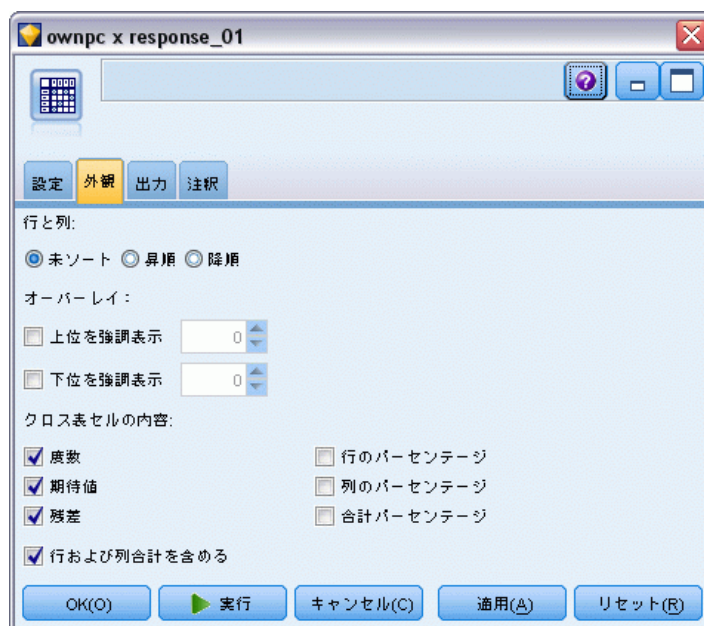 ownpc x response_01
設定 外観 出力 注釈
行と列:
未ソート 昇順 降順
オーバーレイ:
上位を強調表示 0
下位を強調表示 0
クロス表セルの内容:
度数 行のパーセンテージ
期待値 列のパーセンテージ
残差 合計パーセンテージ
行および列合計を含める
OK(O) 実行 キャンセル(C) 適用(A) リセット(R)